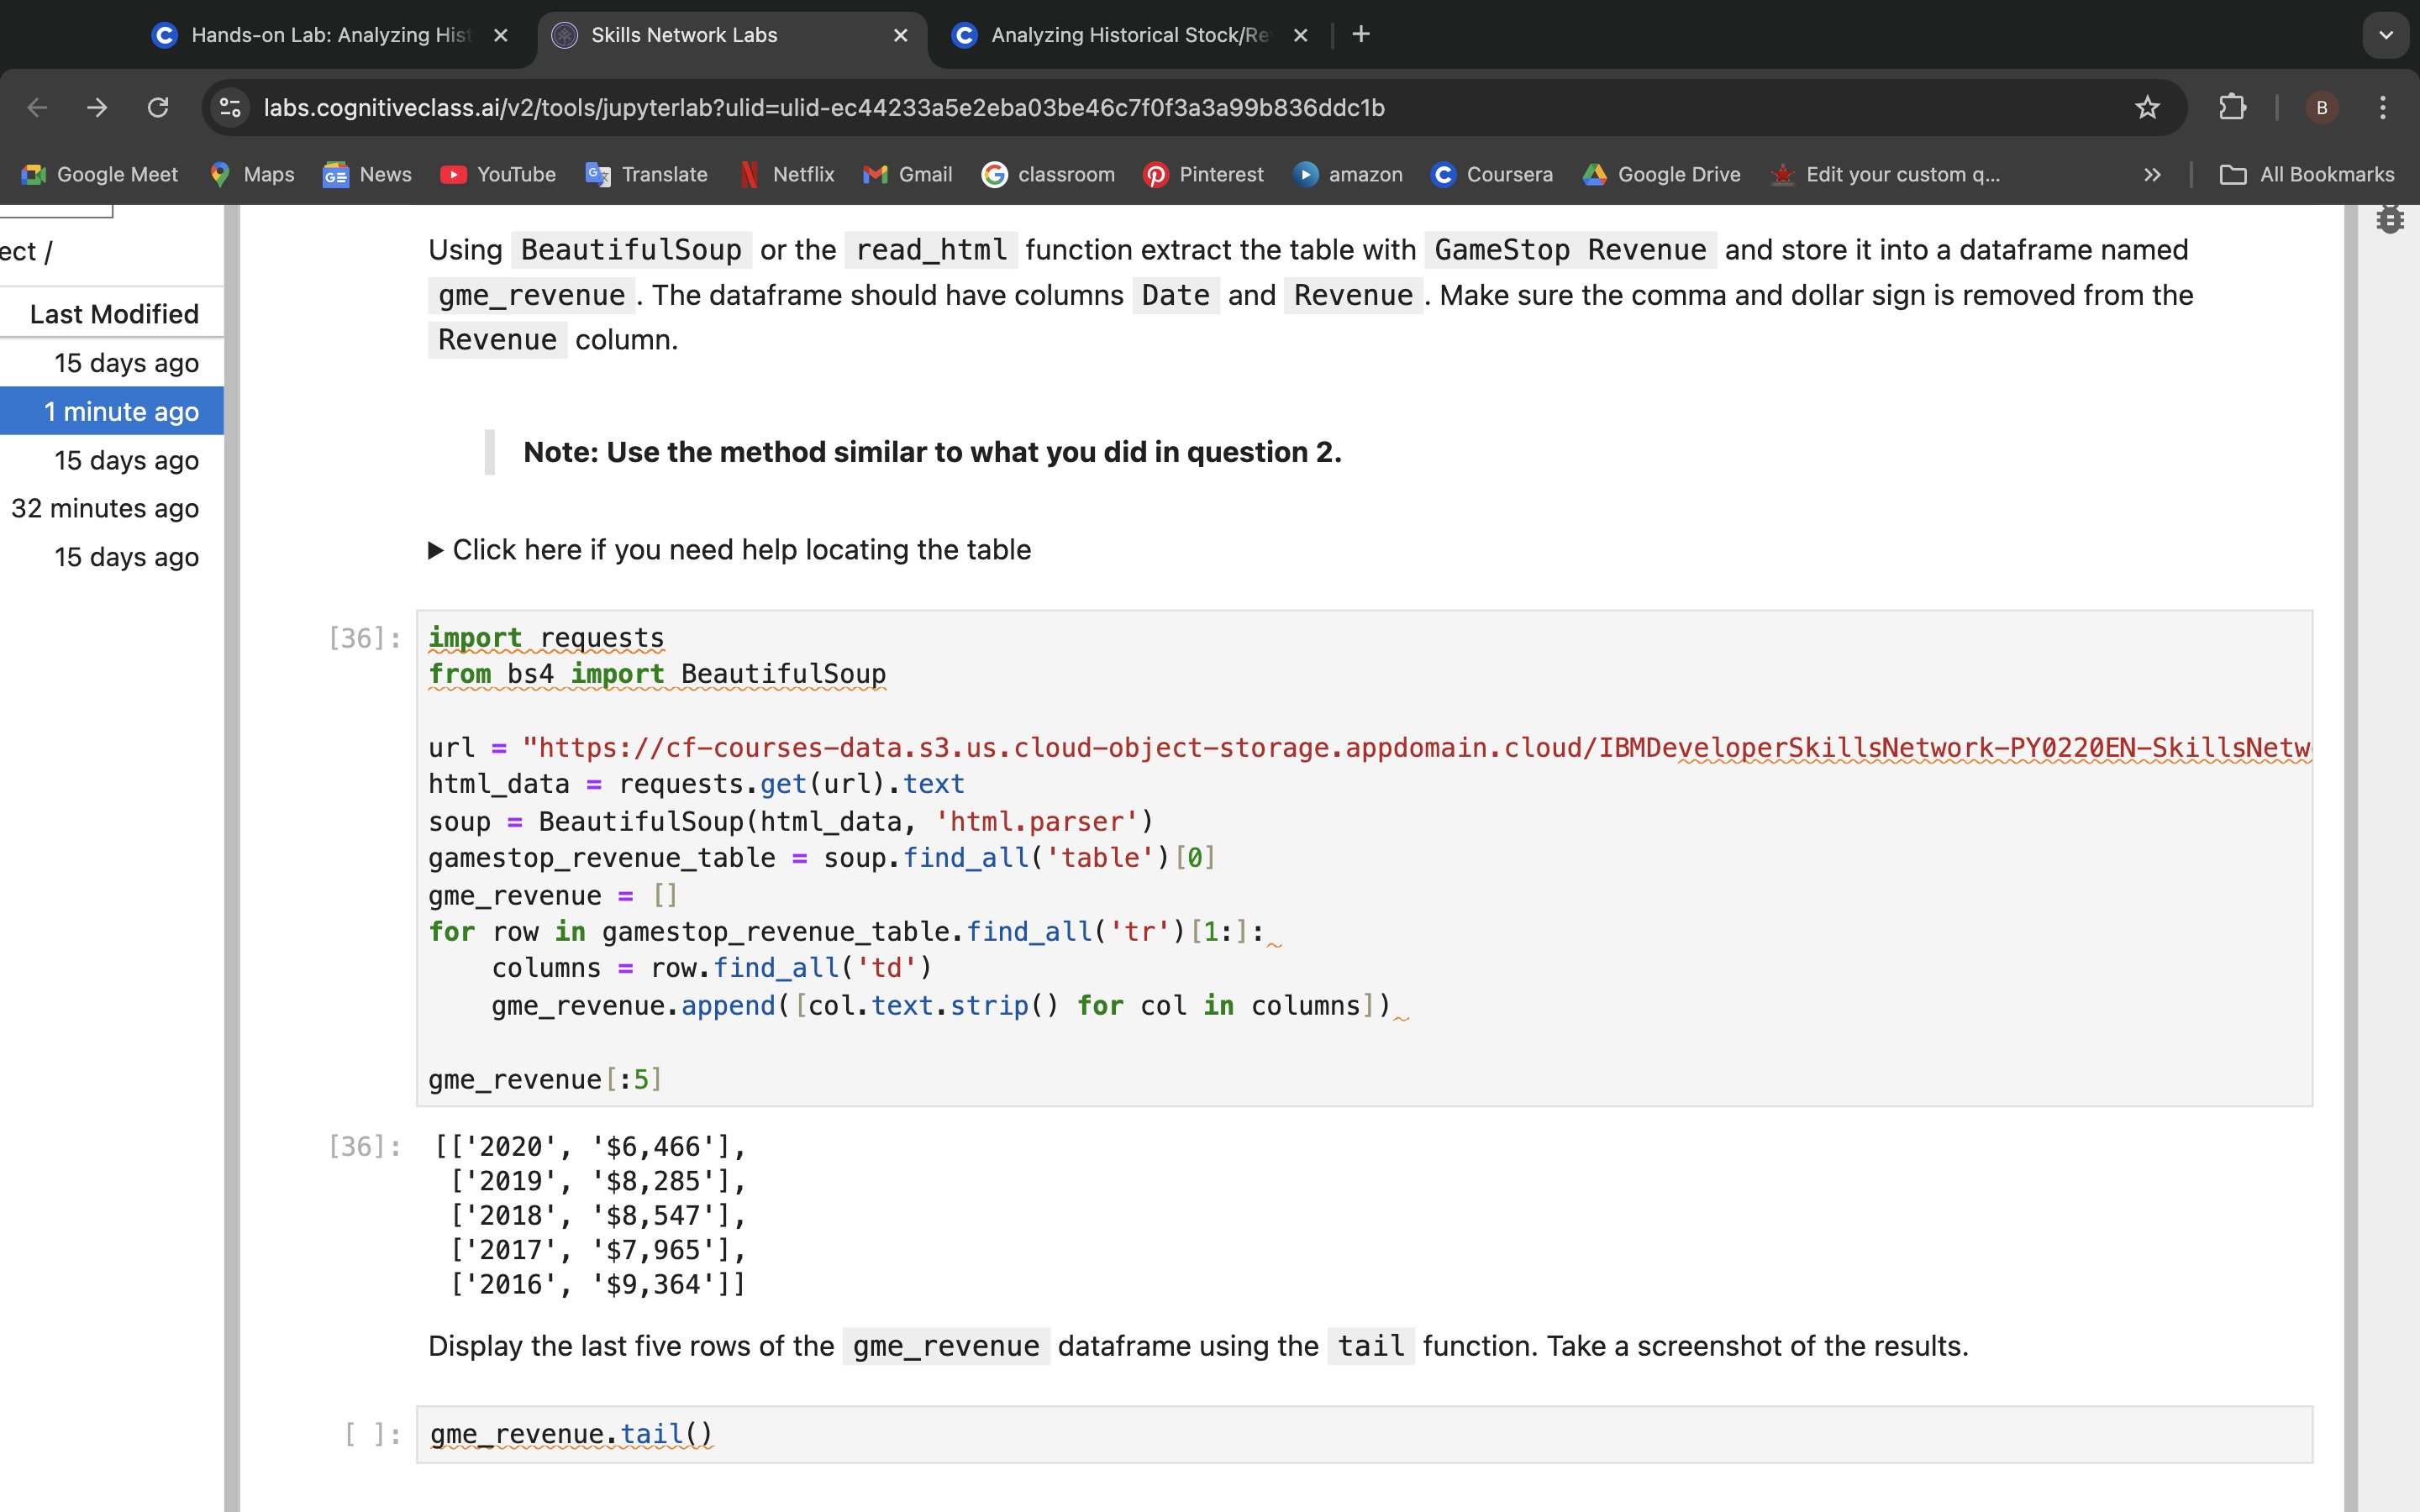 Hands-on Lab: Analyzing Hist
Skills Network Labs
Analyzing Historical Stock/Re
labs.cognitiveclass.ai/v2/tools/jupyterlab?ulid=ulid-ec44233a5e2eba03be46c7f0f3a3a99b836ddc1b
B
Google Meet
Maps
News
YouTube
Translate
Netflix
Gmail
classroom
Pinterest
amazon
Coursera
Google Drive
Edit your custom q...
All Bookmarks
ect /
Last Modified
15 days ago
1 minute ago
15 days ago
32 minutes ago
15 days ago
Using BeautifulSoup or the read_html function extract the table with GameStop Revenue and store it into a dataframe named
gme_revenue . The dataframe should have columns Date and Revenue . Make sure the comma and dollar sign is removed from the
Revenue column.
Note: Use the method similar to what you did in question 2.
Click here if you need help locating the table
[36]:
import requests
from bs4 import BeautifulSoup
url = "https://cf-courses-data.s3.us.cloud-object-storage.appdomain.cloud/IBMDeveloperSkillsNetwork-PY0220EN-SkillsNetw
html_data = requests.get(url).text
soup = BeautifulSoup(html_data, 'html.parser')
gamestop_revenue_table = soup.find_all('table')[0]
gme_revenue = []
for row in gamestop_revenue_table.find_all('tr')[1:]:
    columns = row.find_all('td')
    gme_revenue.append([col.text.strip() for col in columns])
gme_revenue[:5]
[36]:
[['2020', '$6,466'],
 ['2019', '$8,285'],
 ['2018', '$8,547'],
 ['2017', '$7,965'],
 ['2016', '$9,364']]
Display the last five rows of the gme_revenue dataframe using the tail function. Take a screenshot of the results.
[ ]:
gme_revenue.tail()